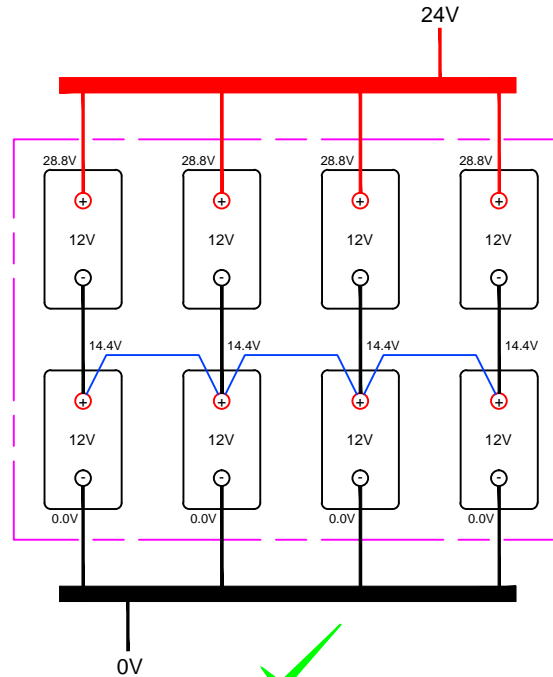 24V
28.8V 28.8V 28.8V 28.8V
+ + + +
12V 12V 12V 12V
- - - -
14.4V 14.4V 14.4V 14.4V
+ + + +
12V 12V 12V 12V
- - - -
0.0V 0.0V 0.0V 0.0V
0V